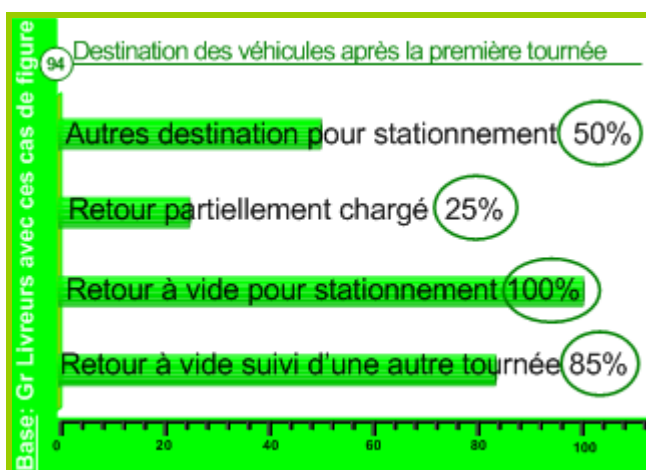 Base: Gr Livreurs avec ces cas de figure
94
Destination des véhicules après la première tournée
Autres destination pour stationnement 50%
Retour partiellement chargé 25%
Retour à vide pour stationnement 100%
Retour à vide suivi d'une autre tournée 85%
0 20 40 60 80 100